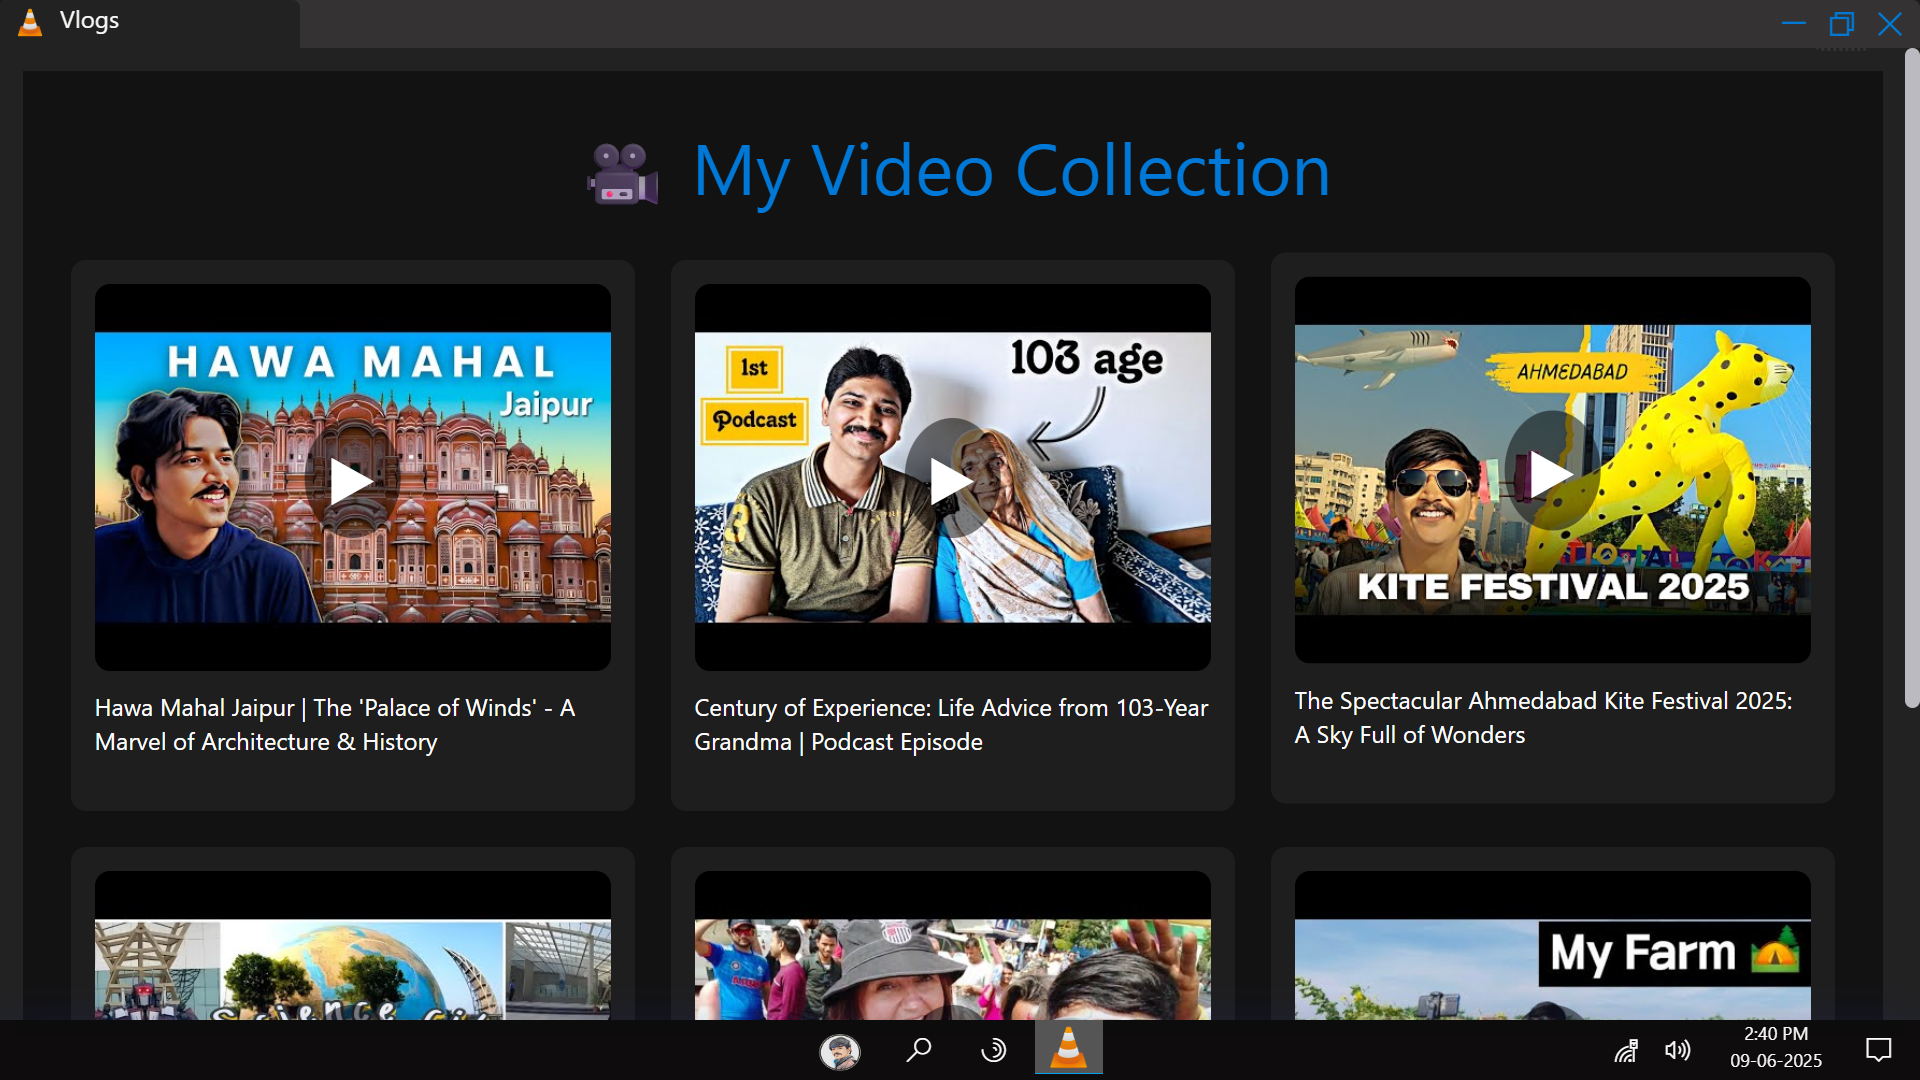 Vlogs
My Video Collection
HAWA MAHAL
Jaipur
Hawa Mahal Jaipur | The 'Palace of Winds' - A
Marvel of Architecture & History
1st
Podcast
103 age
3
Century of Experience: Life Advice from 103-Year
Grandma | Podcast Episode
AHMEDABAD
KITE FESTIVAL 2025
The Spectacular Ahmedabad Kite Festival 2025:
A Sky Full of Wonders
Science
My Farm
2:40 PM
09-06-2025